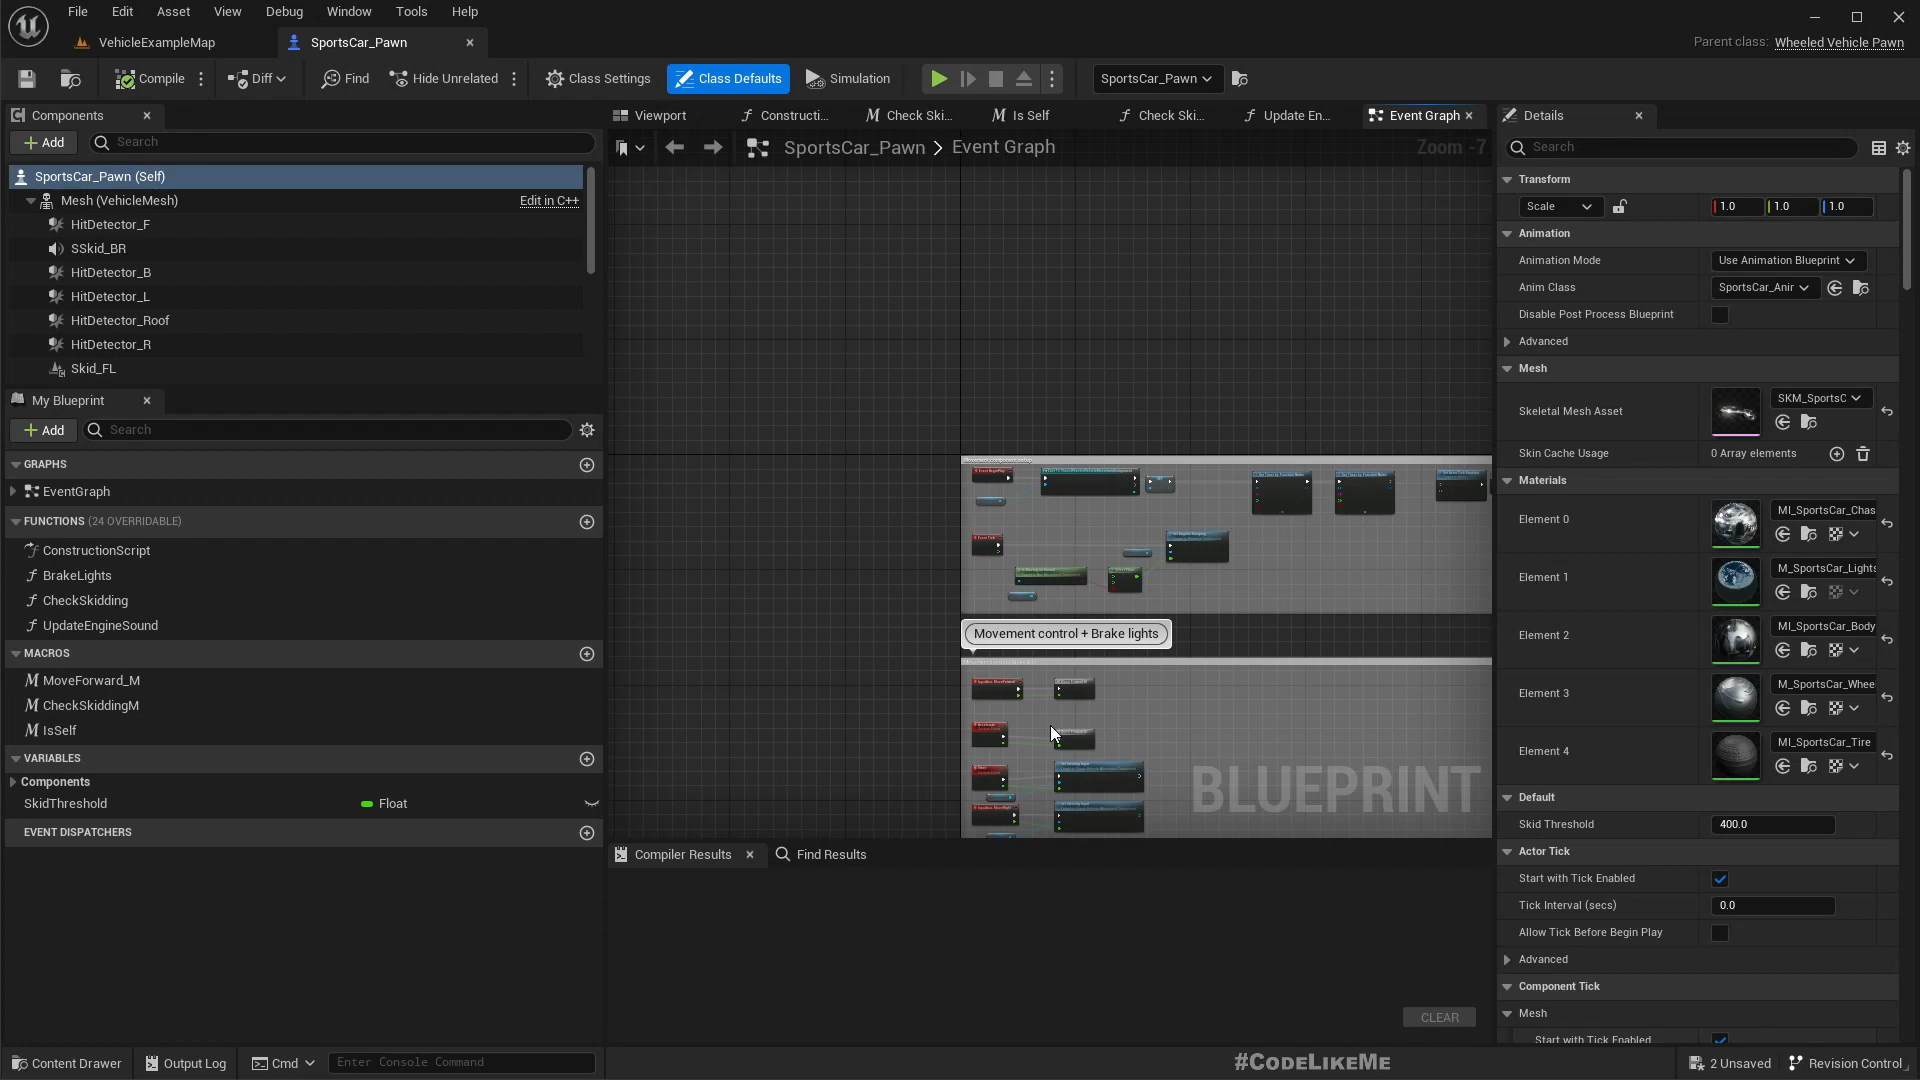 File Edit Asset View Debug Window Tools Help
VehicleExampleMap
SportsCar_Pawn
Parent class: Wheeled Vehicle Pawn
Compile
Diff
Find
Hide Unrelated
Class Settings
Class Defaults
Simulation
SportsCar_Pawn
Components
Add
Search
SportsCar_Pawn (Self)
Mesh (VehicleMesh)
Edit in C++
HitDetector_F
SSkid_BR
HitDetector_B
HitDetector_L
HitDetector_Roof
HitDetector_R
Skid_FL
My Blueprint
Add
Search
GRAPHS
EventGraph
FUNCTIONS (24 OVERRIDABLE)
ConstructionScript
BrakeLights
CheckSkidding
UpdateEngineSound
MACROS
MoveForward_M
CheckSkiddingM
IsSelf
VARIABLES
Components
SkidThreshold
Float
EVENT DISPATCHERS
Viewport
Constructi...
Check Ski...
Is Self
Check Ski...
Update En...
Event Graph
SportsCar_Pawn > Event Graph
Zoom -7
Movement control + Brake lights
BLUEPRINT
Compiler Results
Find Results
CLEAR
Details
Search
Transform
Scale
1.0
1.0
1.0
Animation
Animation Mode
Use Animation Blueprint
Anim Class
SportsCar_Anir
Disable Post Process Blueprint
Advanced
Mesh
Skeletal Mesh Asset
SKM_SportsC
Skin Cache Usage
0 Array elements
Materials
Element 0
MI_SportsCar_Chas
Element 1
M_SportsCar_Lights
Element 2
MI_SportsCar_Body
Element 3
M_SportsCar_Whee
Element 4
MI_SportsCar_Tire
Default
Skid Threshold
400.0
Actor Tick
Start with Tick Enabled
Tick Interval (secs)
0.0
Allow Tick Before Begin Play
Advanced
Component Tick
Mesh
Start with Tick Enabled
Content Drawer
Output Log
Cmd
Enter Console Command
#CODELIKEME
2 Unsaved
Revision Control